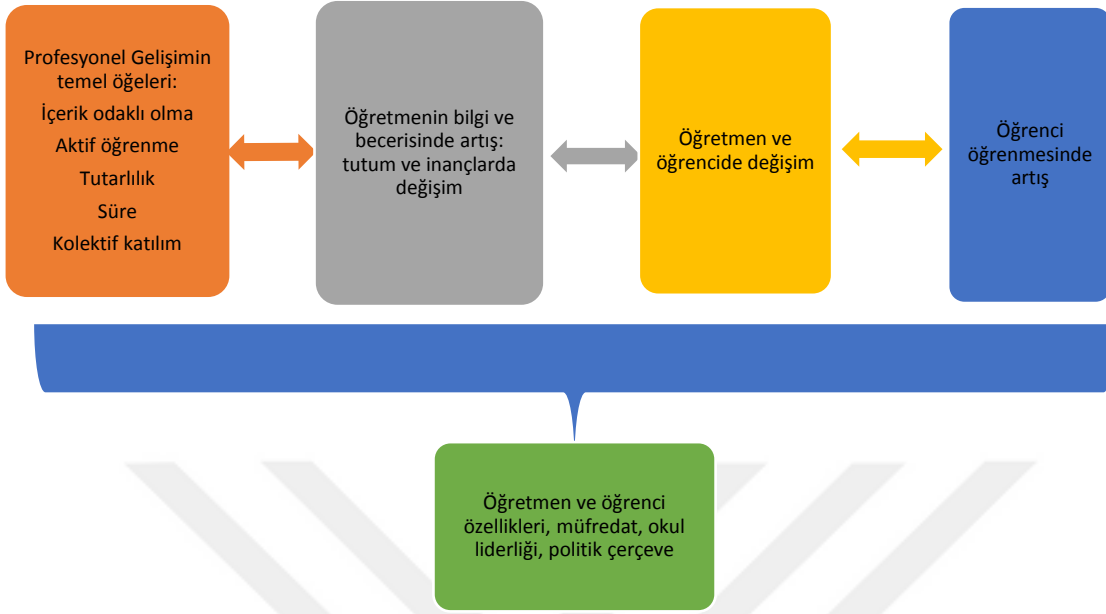 Profesyonel Gelişimin
temel öğeleri:
İçerik odaklı olma
Aktif öğrenme
Tutarlılık
Süre
Kolektif katılım
Öğretmenin bilgi ve
becerisinde artış:
tutum ve inançlarda
değişim
Öğretmen ve
öğrencide değişim
Öğrenci
öğrenmesinde
artış
Öğretmen ve öğrenci
özellikleri, müfredat, okul
liderliği, politik çerçeve